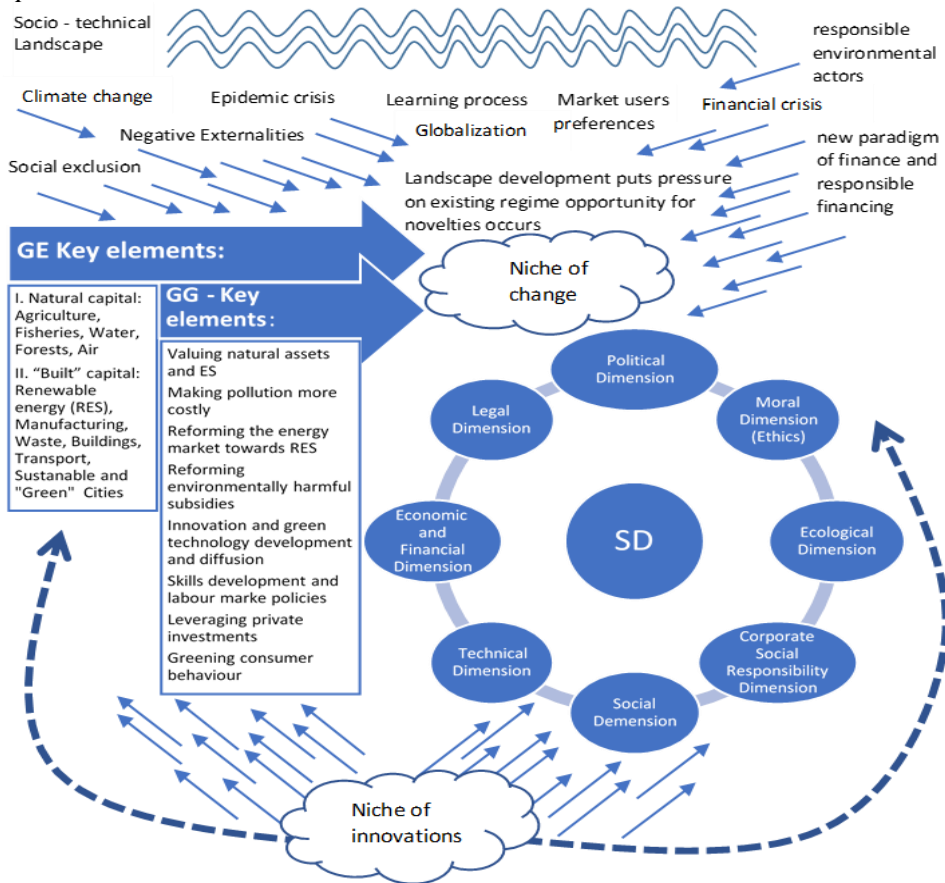 Socio - technical
Landscape
responsible
environmental
actors
Climate change
Epidemic crisis
Learning process
Market users
preferences
Financial crisis
Negative Externalities
Globalization
new paradigm
of finance and
responsible
financing
Social exclusion
Landscape development puts pressure
on existing regime opportunity for
novelties occurs
GE Key elements:
Niche of
change
I. Natural capital:
Agriculture,
Fisheries, Water,
Forests, Air
II. “Built” capital:
Renewable
energy (RES),
Manufacturing,
Waste, Buildings,
Transport,
Sustanable and
"Green" Cities
GG - Key
elements:
Valuing natural assets
and ES
Making pollution more
costly
Reforming the energy
market towards RES
Reforming
environmentally harmful
subsidies
Innovation and green
technology development
and diffusion
Skills development and
labour marke policies
Leveraging private
investments
Greening consumer
behaviour
Political
Dimension
Legal
Dimension
Moral
Dimension
(Ethics)
Economic
and
Financial
Dimension
SD
Ecological
Dimension
Technical
Dimension
Corporate
Social
Responsibility
Dimension
Social
Demension
Niche of
innovations